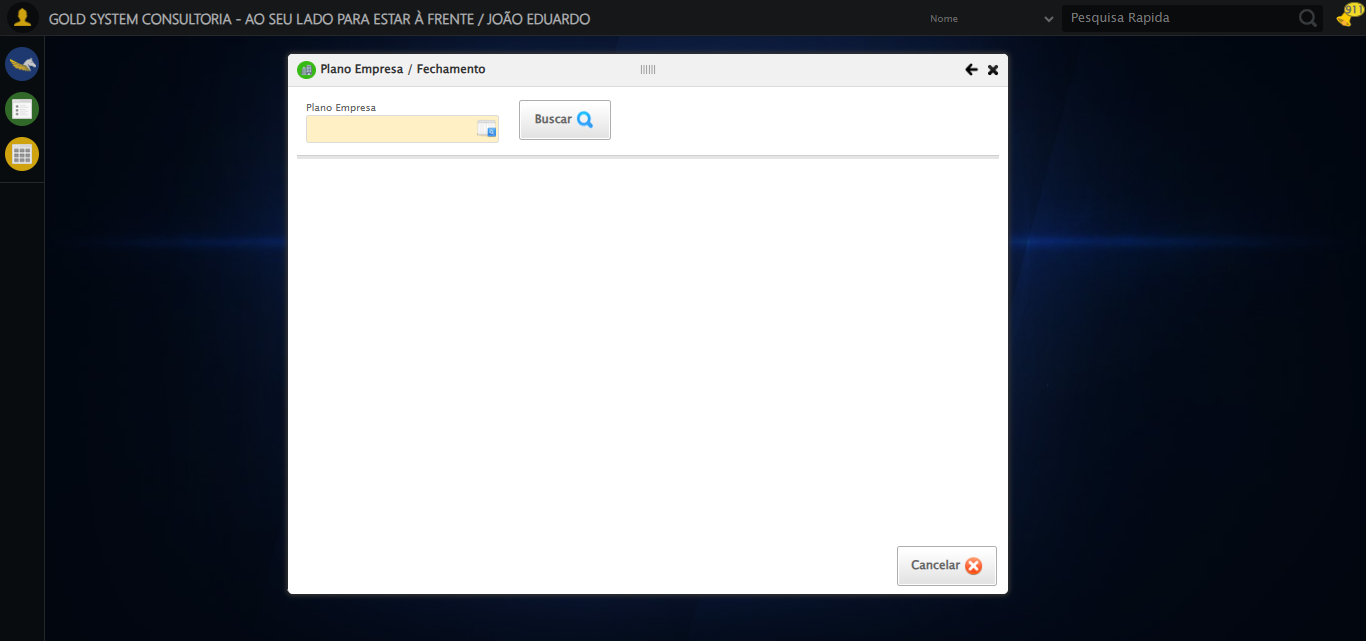 GOLD SYSTEM CONSULTORIA - AO SEU LADO PARA ESTAR À FRENTE / JOÃO EDUARDO
Nome
Pesquisa Rapida
911
Plano Empresa / Fechamento
Plano Empresa
Buscar
Cancelar